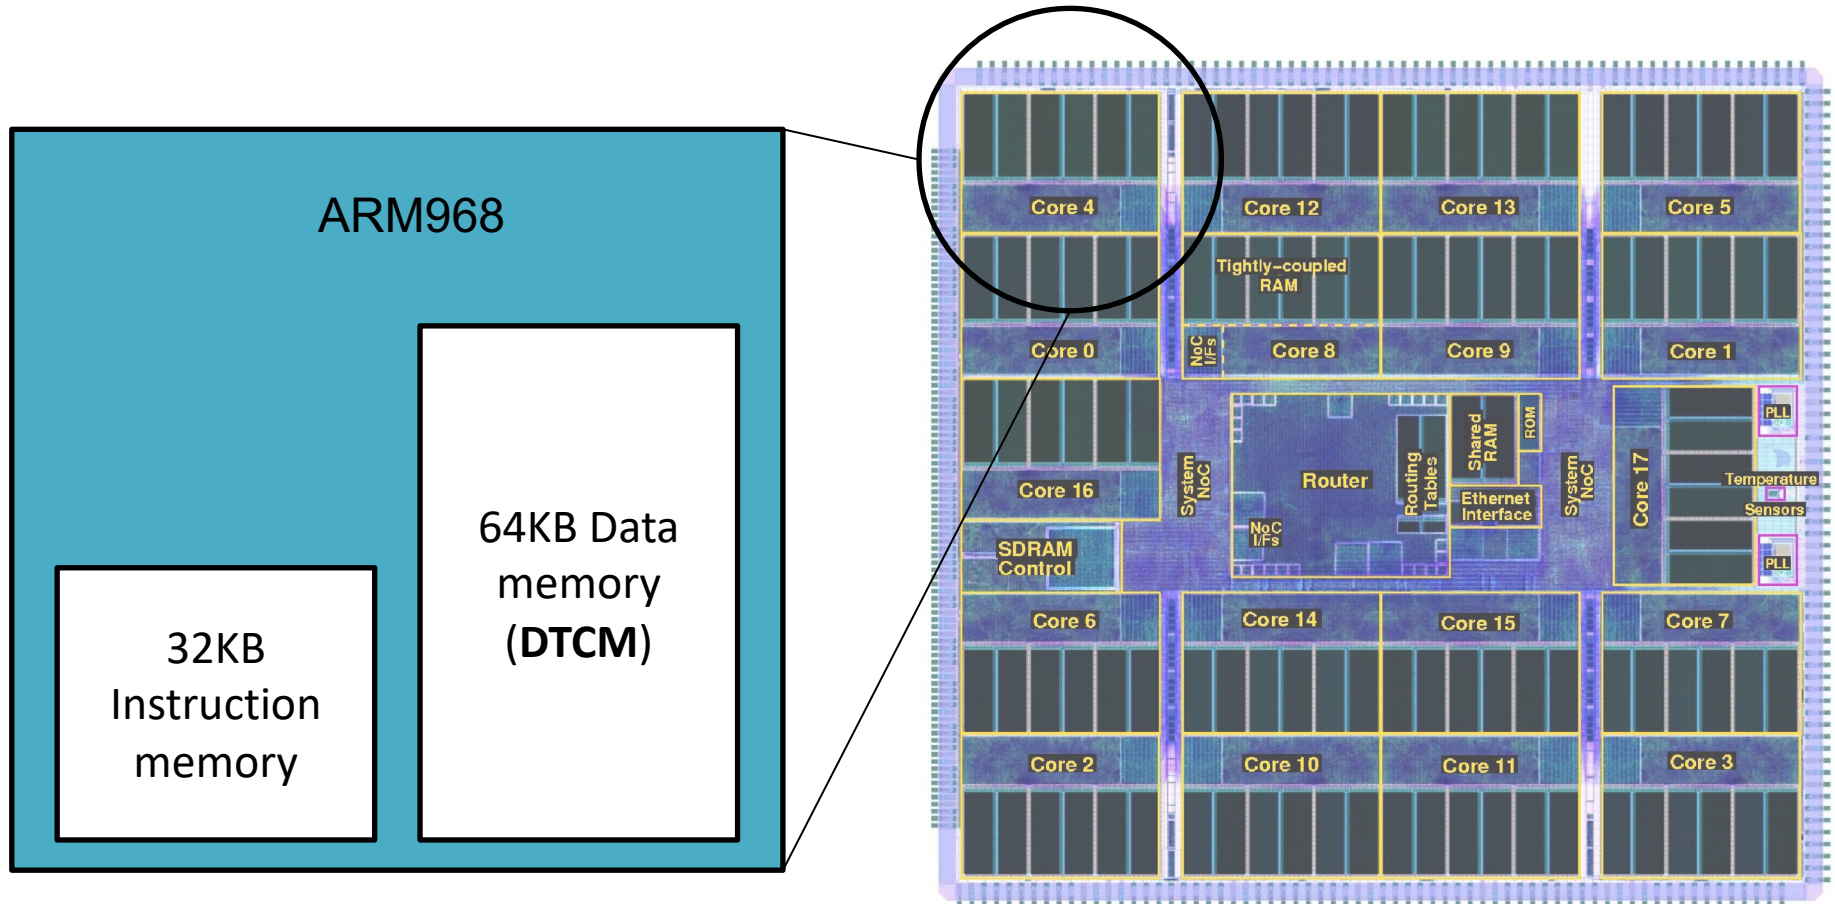 ARM968
32KB
Instruction
memory
64KB Data
memory
(DTCM)
Core 4
Core 12
Core 13
Core 5
Tightly-coupled
RAM
Core 0
NoC
I/Fs
Core 8
Core 9
Core 1
Core 16
System
NoC
Router
Routing
Tables
Shared
RAM
ROM
Ethernet
Interface
System
NoC
Core 17
PLL
Temperature
Sensors
PLL
NoC
I/Fs
SDRAM
Control
Core 6
Core 14
Core 15
Core 7
Core 2
Core 10
Core 11
Core 3